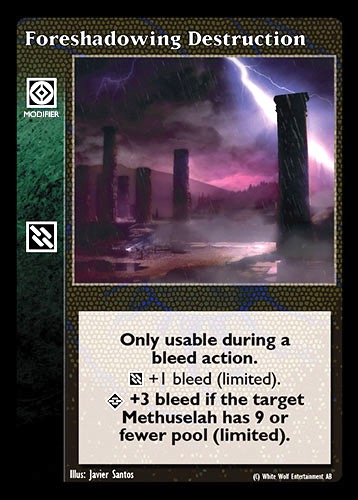 Foreshadowing Destruction
MODIFIER
Only usable during a
bleed action.
+1 bleed (limited).
+3 bleed if the target
Methuselah has 9 or
fewer pool (limited).
Illus: Javier Santos
(C) White Wolf Entertainment AB